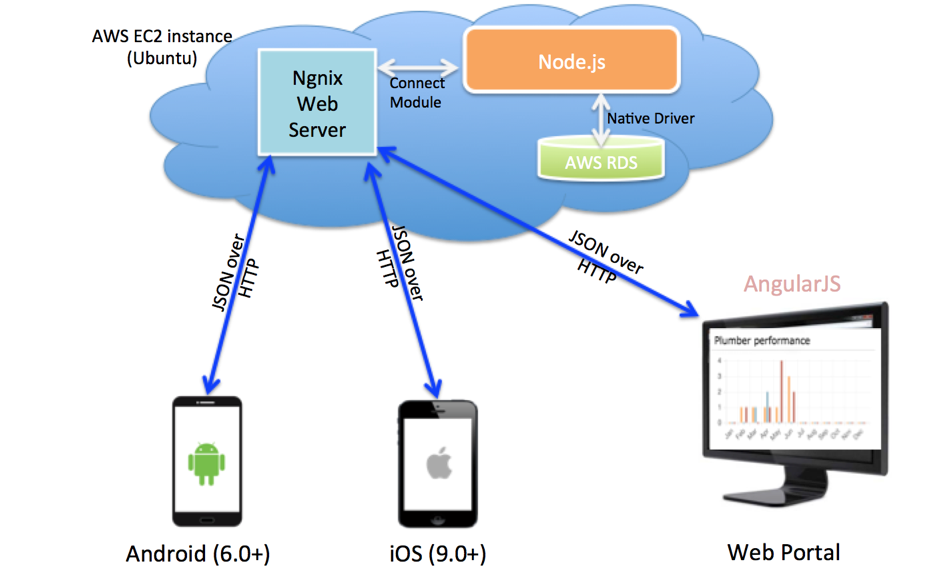 AWS EC2 instance
(Ubuntu)
Ngnix
Web
Server
Connect
Module
Node.js
Native Driver
AWS RDS
JSON over
HTTP
JSON over
HTTP
JSON over
HTTP
AngularJS
Plumber performance
4
3
2
1
0
Jan Feb Mar Apr May Jun Jul Aug Sep Oct Nov Dec
Android (6.0+)
iOS (9.0+)
Web Portal